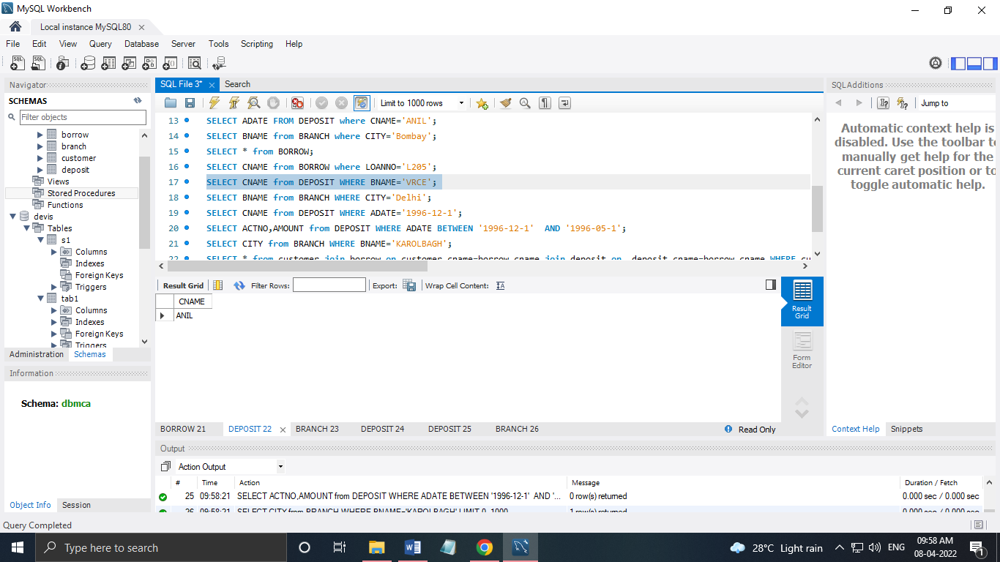 MySQL Workbench
Local instance MySQL80
File Edit View Query Database Server Tools Scripting Help
Navigator
SCHEMAS
Filter objects
borrow
branch
customer
deposit
Views
Stored Procedures
Functions
devis
Tables
s1
Columns
Indexes
Foreign Keys
Triggers
tab1
Columns
Indexes
Foreign Keys
Triggers
Administration Schemas
Information
Schema: dbmca
Object Info Session
Query Completed
SQL File 3* Search
Limit to 1000 rows
13 SELECT ADATE FROM DEPOSIT where CNAME='ANIL';
14 SELECT BNAME from BRANCH where CITY='Bombay';
15 SELECT * from BORROW;
16 SELECT CNAME from BORROW where LOANNO='L205';
17 SELECT CNAME from DEPOSIT WHERE BNAME='VRCE';
18 SELECT BNAME from BRANCH WHERE CITY='Delhi';
19 SELECT CNAME from DEPOSIT WHERE ADATE='1996-12-1';
20 SELECT ACTNO,AMOUNT from DEPOSIT WHERE ADATE BETWEEN '1996-12-1' AND '1996-05-1';
21 SELECT CITY from BRANCH WHERE BNAME='KAROLBAGH';
22 SELECT * from customer join borrow on customer.cname=borrow.cname join deposit on deposit.cname=borrow.cname WHERE cu
Result Grid Filter Rows: Export: Wrap Cell Content:
CNAME
ANIL
Result Grid
Form Editor
BORROW 21 DEPOSIT 22 BRANCH 23 DEPOSIT 24 DEPOSIT 25 BRANCH 26 Read Only
Output
Action Output
# Time Action Message Duration / Fetch
25 09:58:21 SELECT ACTNO,AMOUNT from DEPOSIT WHERE ADATE BETWEEN '1996-12-1' AND '... 0 row(s) returned 0.000 sec / 0.000 sec
26 09:58:21 SELECT CITY from BRANCH WHERE BNAME='KAROLBAGH' LIMIT 0, 1000 1 row(s) returned 0.000 sec / 0.000 sec
SQLAdditions
Jump to
Automatic context help is
disabled. Use the toolbar to
manually get help for the
current caret position or to
toggle automatic help.
Context Help Snippets
Type here to search
28°C Light rain ENG 09:58 AM
08-04-2022
1